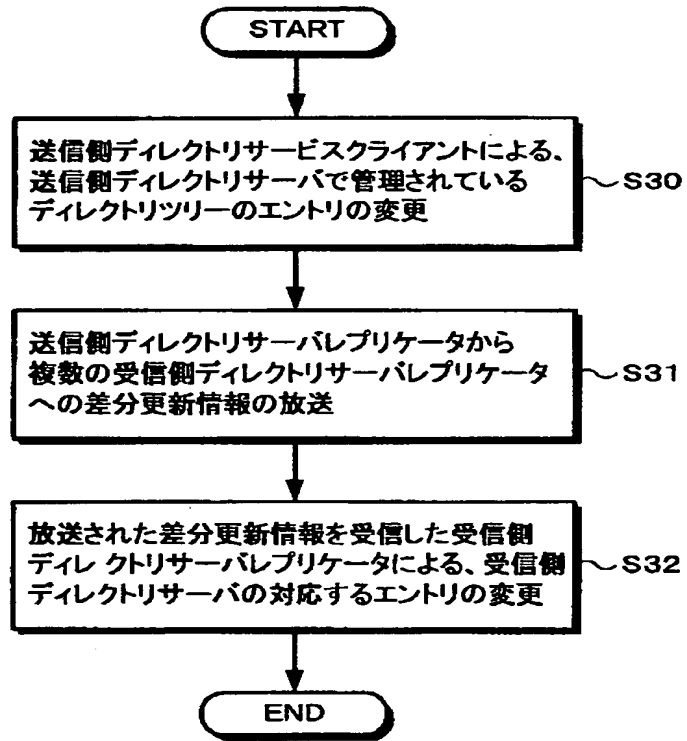 START
送信側ディレクトリサービスクライアントによる、
送信側ディレクトリサーバで管理されている
ディレクトリツリーのエントリの変更
～S30
送信側ディレクトリサーバレプリケータから
複数の受信側ディレクトリサーバレプリケータ
への差分更新情報の放送
～S31
放送された差分更新情報を受信した受信側
ディレ クトリサーバレプリケータによる、受信側
ディレクトリサーバの対応するエントリの変更
～S32
END